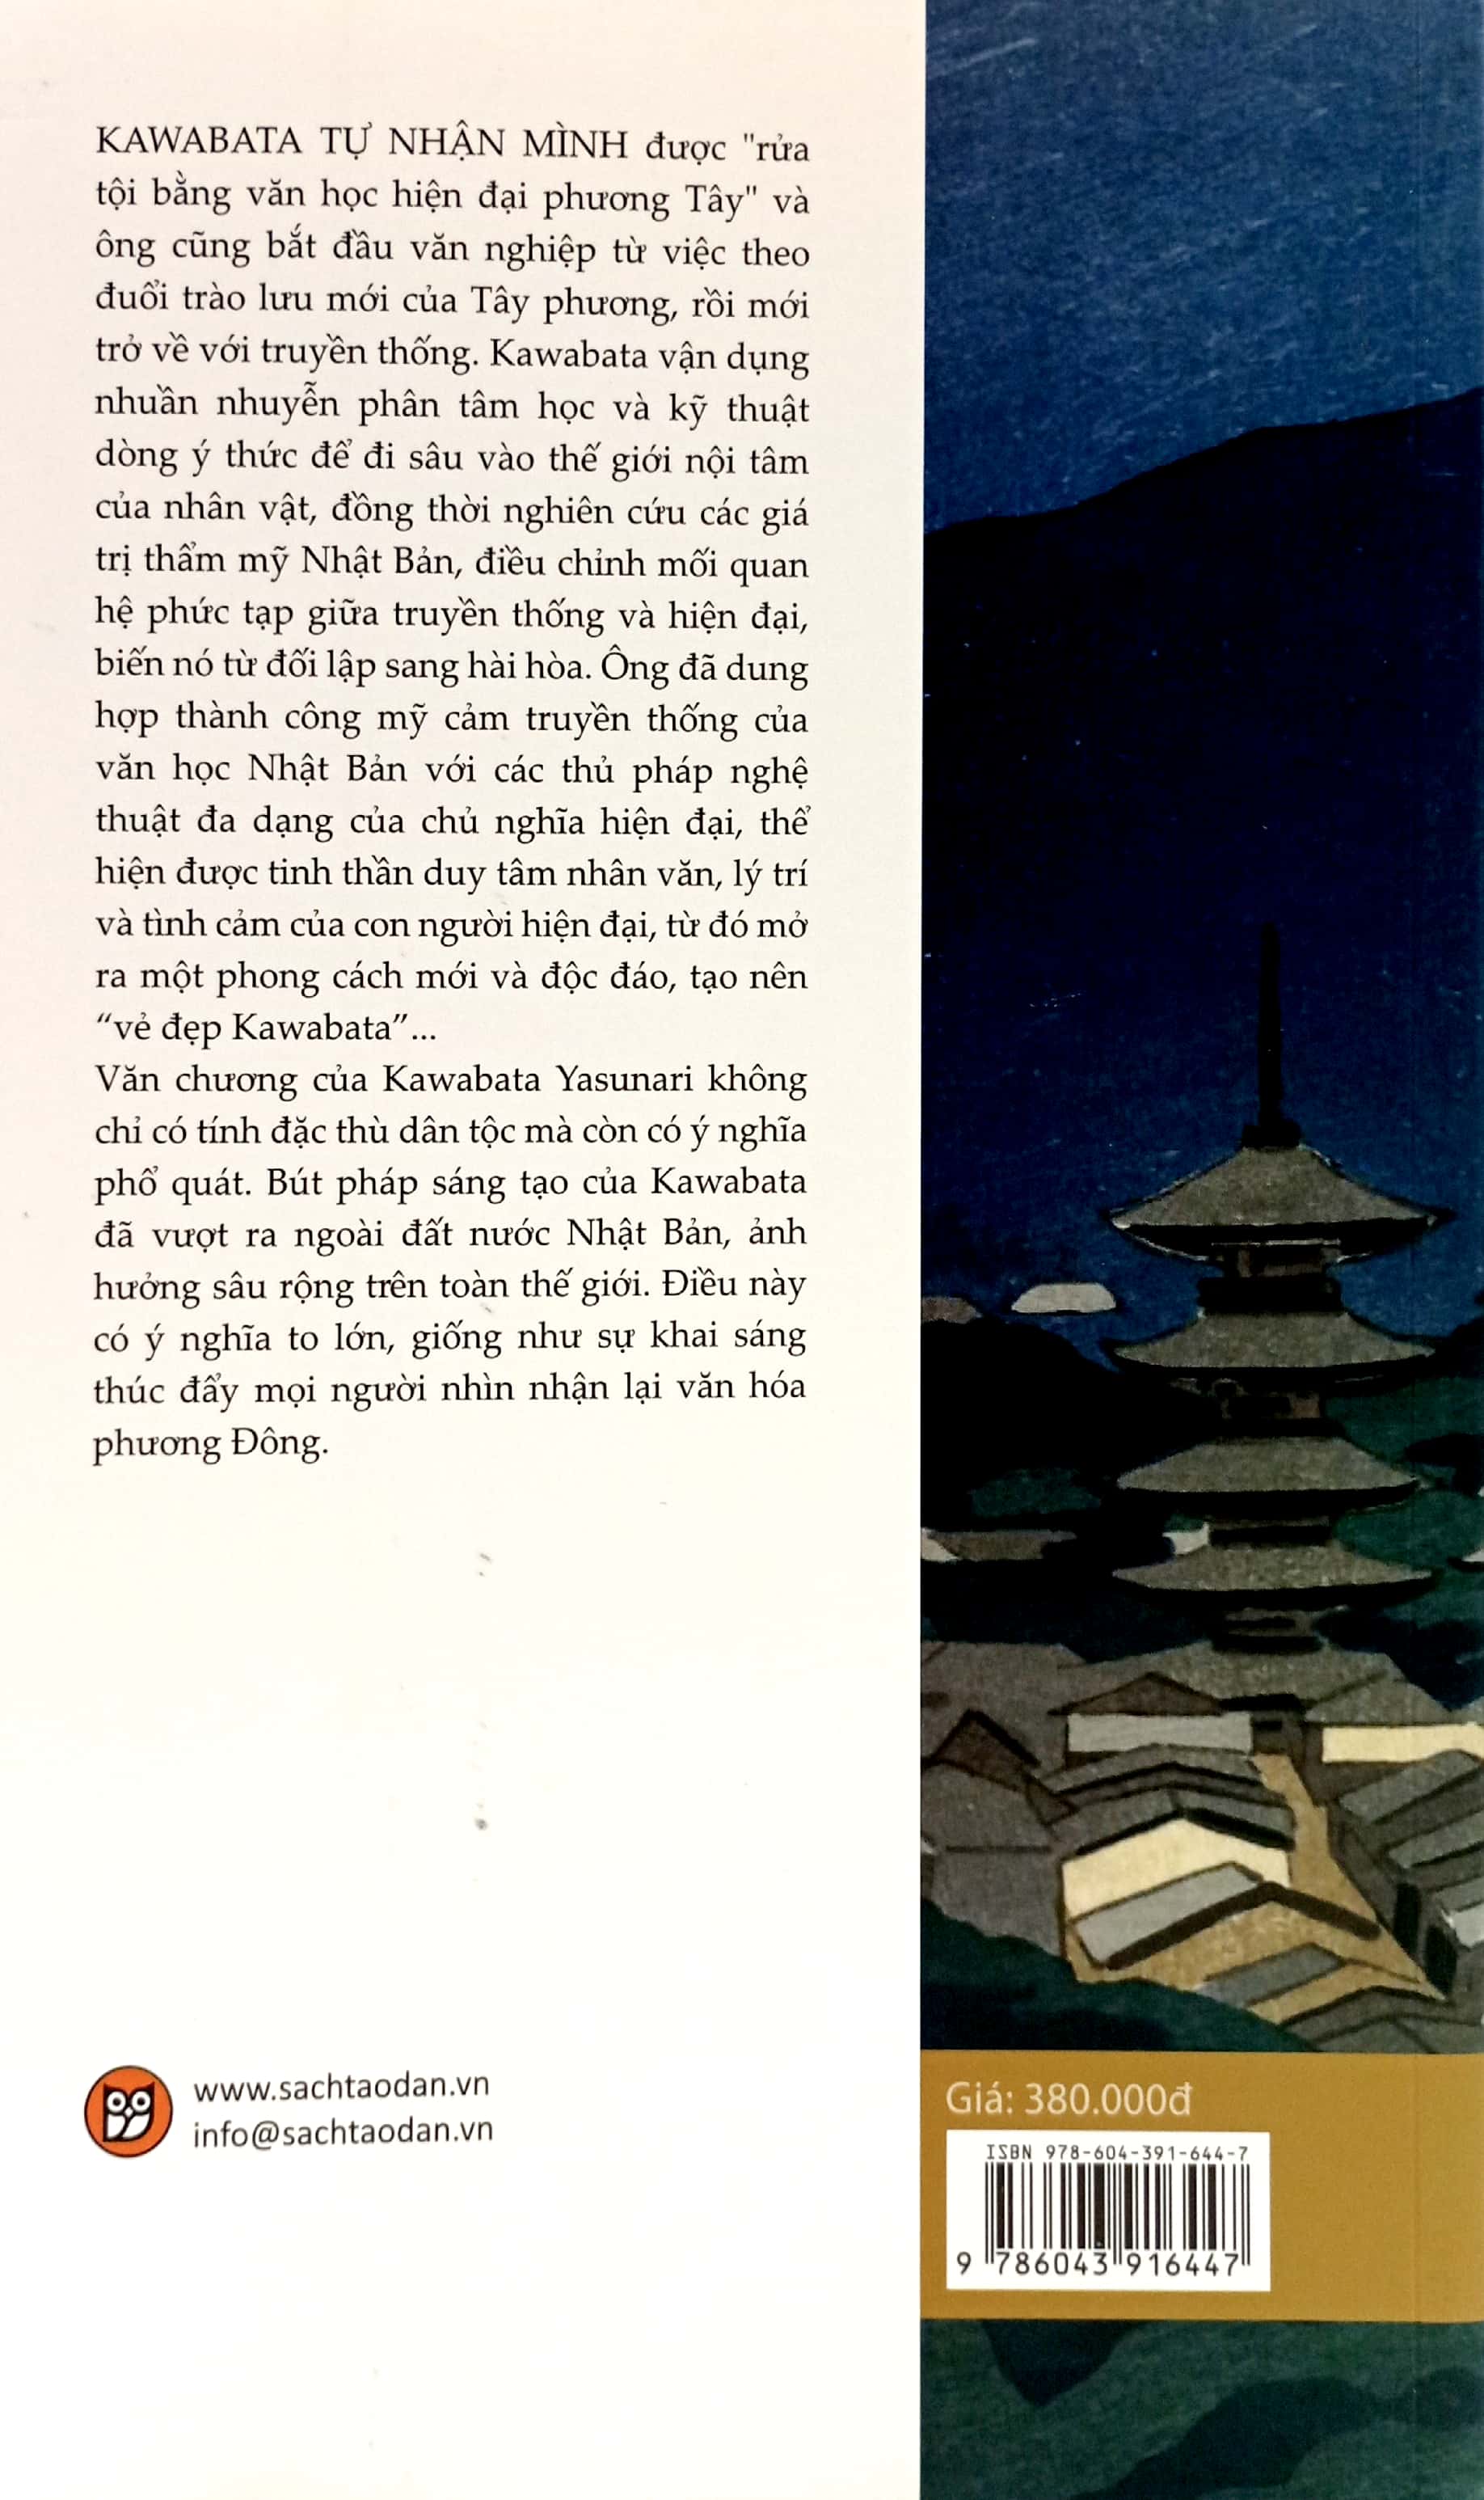 KAWABATA TỰ NHẬN MÌNH được "rửa
tội bằng văn học hiện đại phương Tây" và
ông cũng bắt đầu văn nghiệp từ việc theo
đuổi trào lưu mới của Tây phương, rồi mới
trở về với truyền thống. Kawabata vận dụng
nhuần nhuyễn phân tâm học và kỹ thuật
dòng ý thức để đi sâu vào thế giới nội tâm
của nhân vật, đồng thời nghiên cứu các giá
trị thẩm mỹ Nhật Bản, điều chỉnh mối quan
hệ phức tạp giữa truyền thống và hiện đại,
biến nó từ đối lập sang hài hòa. Ông đã dung
hợp thành công mỹ cảm truyền thống của
văn học Nhật Bản với các thủ pháp nghệ
thuật đa dạng của chủ nghĩa hiện đại, thể
hiện được tinh thần duy tâm nhân văn, lý trí
và tình cảm của con người hiện đại, từ đó mở
ra một phong cách mới và độc đáo, tạo nên
“vẻ đẹp Kawabata”...
Văn chương của Kawabata Yasunari không
chỉ có tính đặc thù dân tộc mà còn có ý nghĩa
phổ quát. Bút pháp sáng tạo của Kawabata
đã vượt ra ngoài đất nước Nhật Bản, ảnh
hưởng sâu rộng trên toàn thế giới. Điều này
có ý nghĩa to lớn, giống như sự khai sáng
thúc đẩy mọi người nhìn nhận lại văn hóa
phương Đông.
www.sachtaodan.vn
info@sachtaodan.vn
Giá: 380.000đ
ISBN 978-604-391-644-7
9 786043 916447